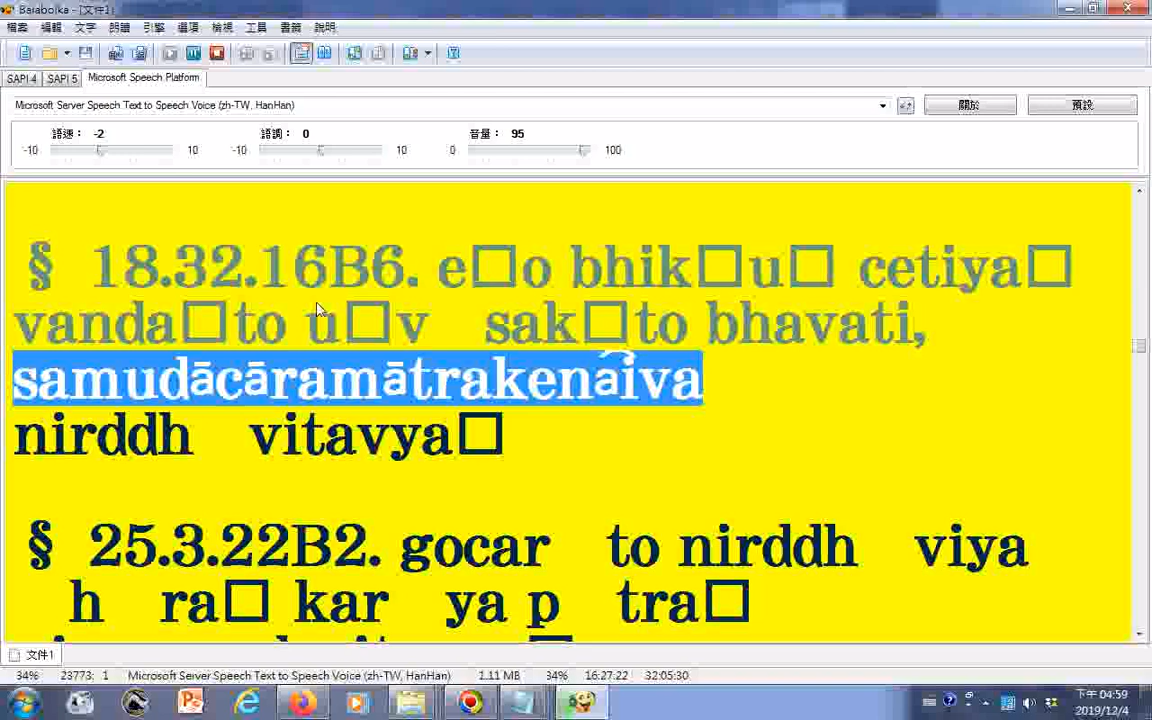 Balabolka - [文件1]
檔案 編輯 文字 朗讀 引擎 選項 檢視 工具 書籤 說明
SAPI 4 SAPI 5 Microsoft Speech Platform
Microsoft Server Speech Text to Speech Voice (zh-TW, HanHan) 關於 預設
語速： -2 語調： 0 音量： 95
-10 10 -10 10 0 100
§ 18.32.16B6. e□o bhik□u□ cetiya□
vanda□to u□v sak□to bhavati,
samudācāramātrakenaîva
nirddh vitavya□
§ 25.3.22B2. gocar to nirddh viya
h ra□ kar ya p tra□
文件1
34% 23773: 1 Microsoft Server Speech Text to Speech Voice (zh-TW, HanHan) 1.11 MB 34% 16:27:22 32:05:30
下午 04:59
2019/12/4